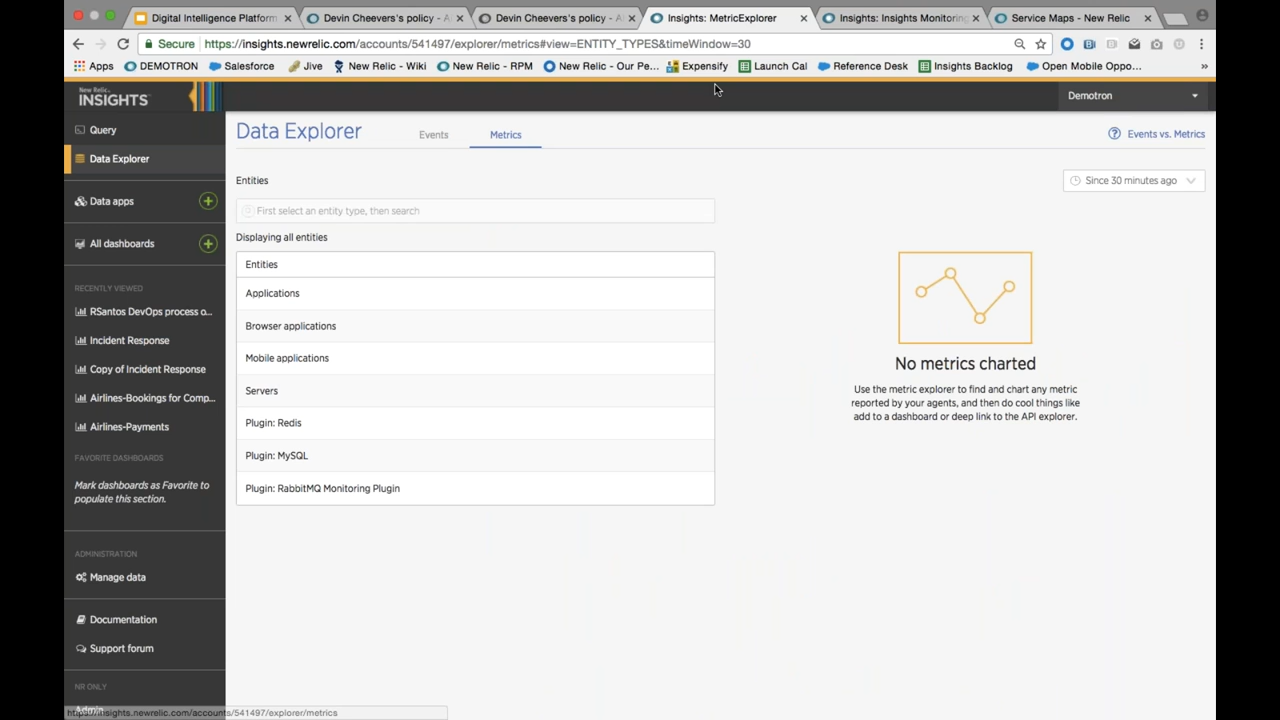 Digital Intelligence Platform
Devin Cheevers's policy - Al
Devin Cheevers's policy - Al
Insights: MetricExplorer
Insights: Insights Monitoring
Service Maps - New Relic
Secure https://insights.newrelic.com/accounts/541497/explorer/metrics#view=ENTITY_TYPES&timeWindow=30
Apps DEMOTRON Salesforce Jive New Relic - Wiki New Relic - RPM New Relic - Our Pe... Expensify Launch Cal Reference Desk Insights Backlog Open Mobile Oppo... »
New Relic.
INSIGHTS
Demotron
Query
Data Explorer
Data apps
All dashboards
RECENTLY VIEWED
RSantos DevOps process o...
Incident Response
Copy of Incident Response
Airlines-Bookings for Comp...
Airlines-Payments
FAVORITE DASHBOARDS
Mark dashboards as Favorite to
populate this section.
ADMINISTRATION
Manage data
Documentation
Support forum
NR ONLY
Admin
https://insights.newrelic.com/accounts/541497/explorer/metrics
Data Explorer
Events
Metrics
Events vs. Metrics
Entities
Since 30 minutes ago
First select an entity type, then search
Displaying all entities
Entities
Applications
Browser applications
Mobile applications
Servers
Plugin: Redis
Plugin: MySQL
Plugin: RabbitMQ Monitoring Plugin
No metrics charted
Use the metric explorer to find and chart any metric
reported by your agents, and then do cool things like
add to a dashboard or deep link to the API explorer.